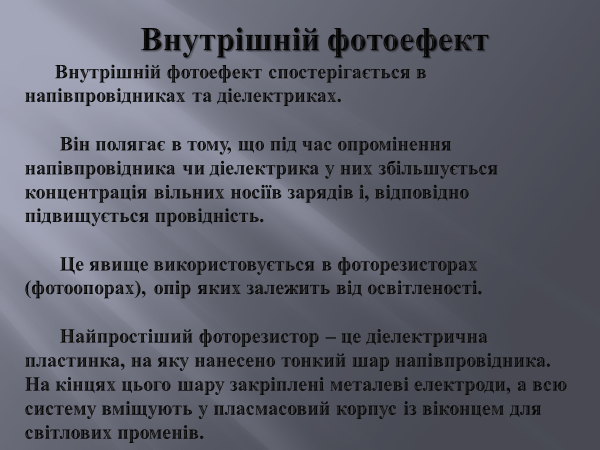 Внутрішній фотоефект
Внутрішній фотоефект спостерігається в
напівпровідниках та діелектриках.
Він полягає в тому, що під час опромінення
напівпровідника чи діелектрика у них збільшується
концентрація вільних носіїв зарядів і, відповідно
підвищується провідність.
Це явище використовується в фоторезисторах
(фотоопорах), опір яких залежить від освітленості.
Найпростіший фоторезистор – це діелектрична
пластинка, на яку нанесено тонкий шар напівпровідника.
На кінцях цього шару закріплені металеві електроди, а всю
систему вміщують у пласмасовий корпус із віконцем для
світлових променів.